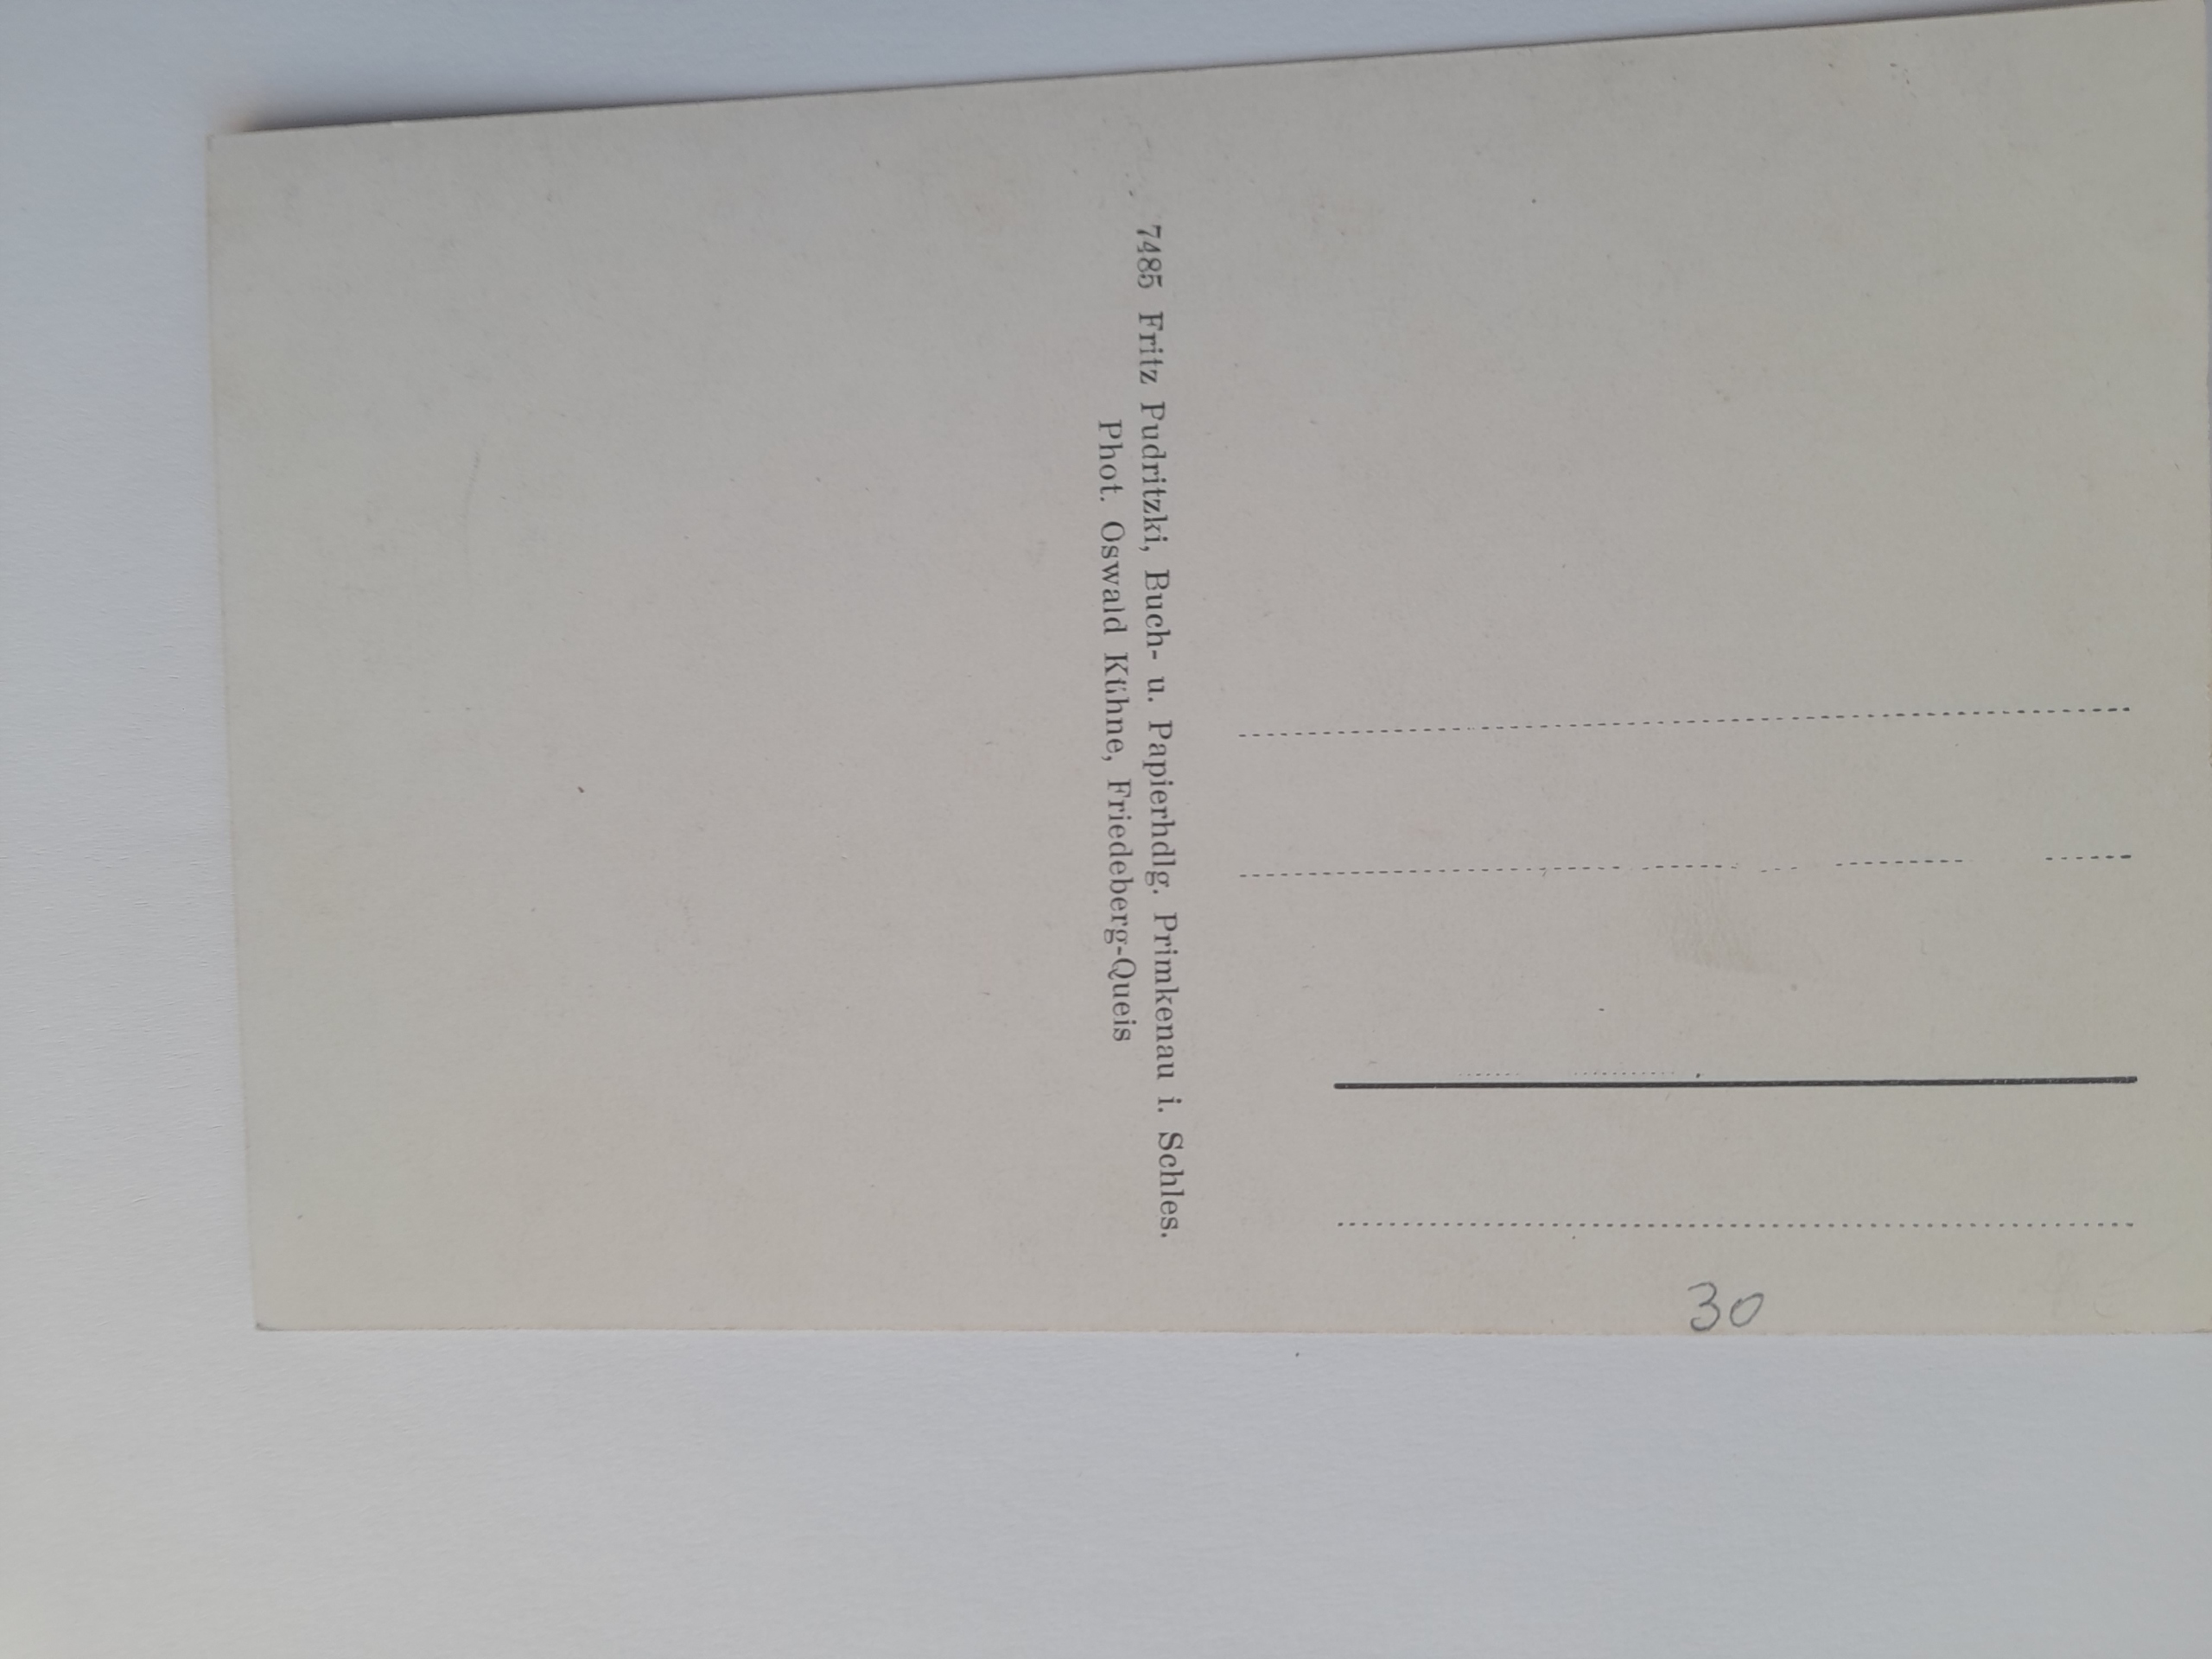 7485 Fritz Pudritzki, Buch- u. Papierhdlg. Primkenau i. Schles.
Phot. Oswald Kühne, Friedeberg-Queis
30